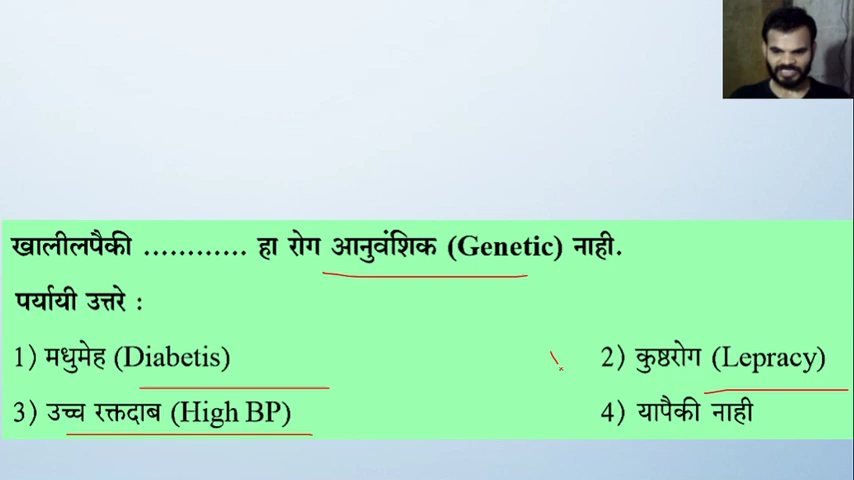 खालीलपैकी ............ हा रोग आनुवंशिक (Genetic) नाही.
पर्यायी उत्तरे :
1) मधुमेह (Diabetis) 2) कुष्ठरोग (Lepracy)
3) उच्च रक्तदाब (High BP) 4) यापैकी नाही